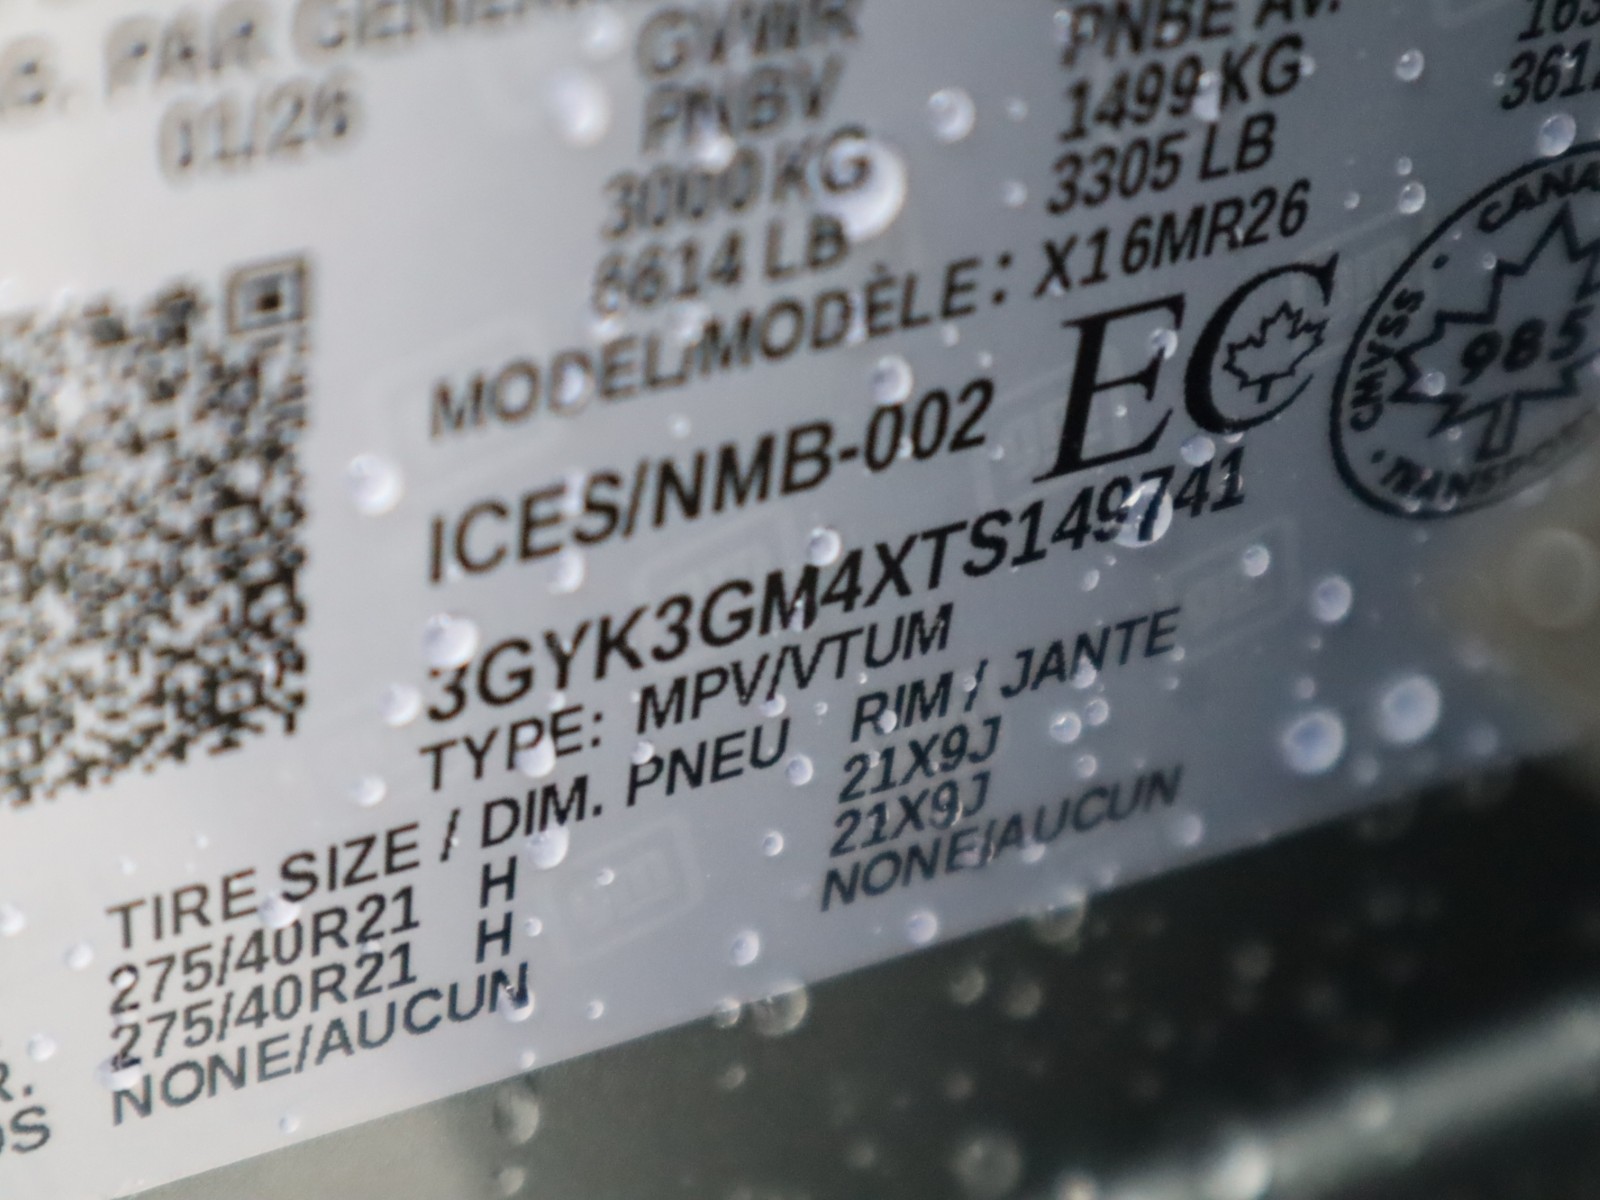 PAR GENERAL
01/26
GVWR
PNBV
3000 KG
6614 LB
PNBE AV.
1499 KG
3305 LB
MODEL/MODÈLE: X16MR26
ICES/NMB-002
EC
CMVSS
985
3GYK3GM4XTS149741
TYPE: MPV/VTUM
TIRE SIZE / DIM. PNEU
RIM / JANTE
275/40R21 H
21X9J
275/40R21 H
21X9J
NONE/AUCUN
NONE/AUCUN